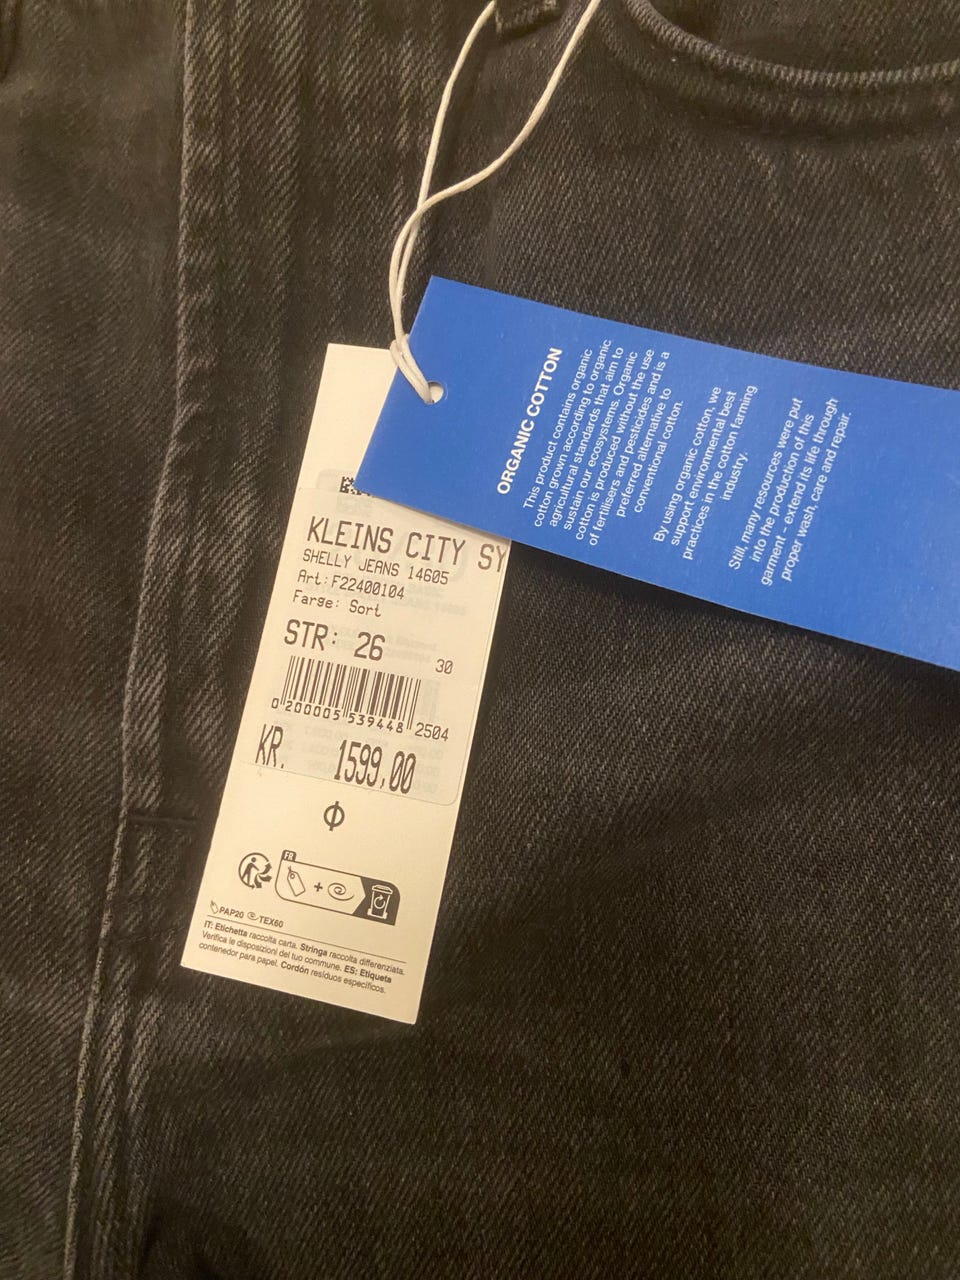 ORGANIC COTTON
This product contains organic
cotton grown according to organic
agricultural standards that aim to
sustain our ecosystems. Organic
cotton is produced without the use
of fertilisers and pesticides and is a
preferred alternative to
conventional cotton.
By using organic cotton, we
support environmental best
practices in the cotton farming
industry.
Still, many resources were put
into the production of this
garment - extend its life through
proper wash, care and repair.
KLEINS CITY SY
SHELLY JEANS 14605
Art: F22400104
Farge: Sort
STR: 26 30
0 200005 539448 2504
KR. 1599,00
FR
PAP20 TEX60
IT: Etichetta raccolta carta. Stringa raccolta differenziata.
Verifica le disposizioni del tuo commune. ES: Etiqueta
contenedor para papel. Cordón resíduos específicos.